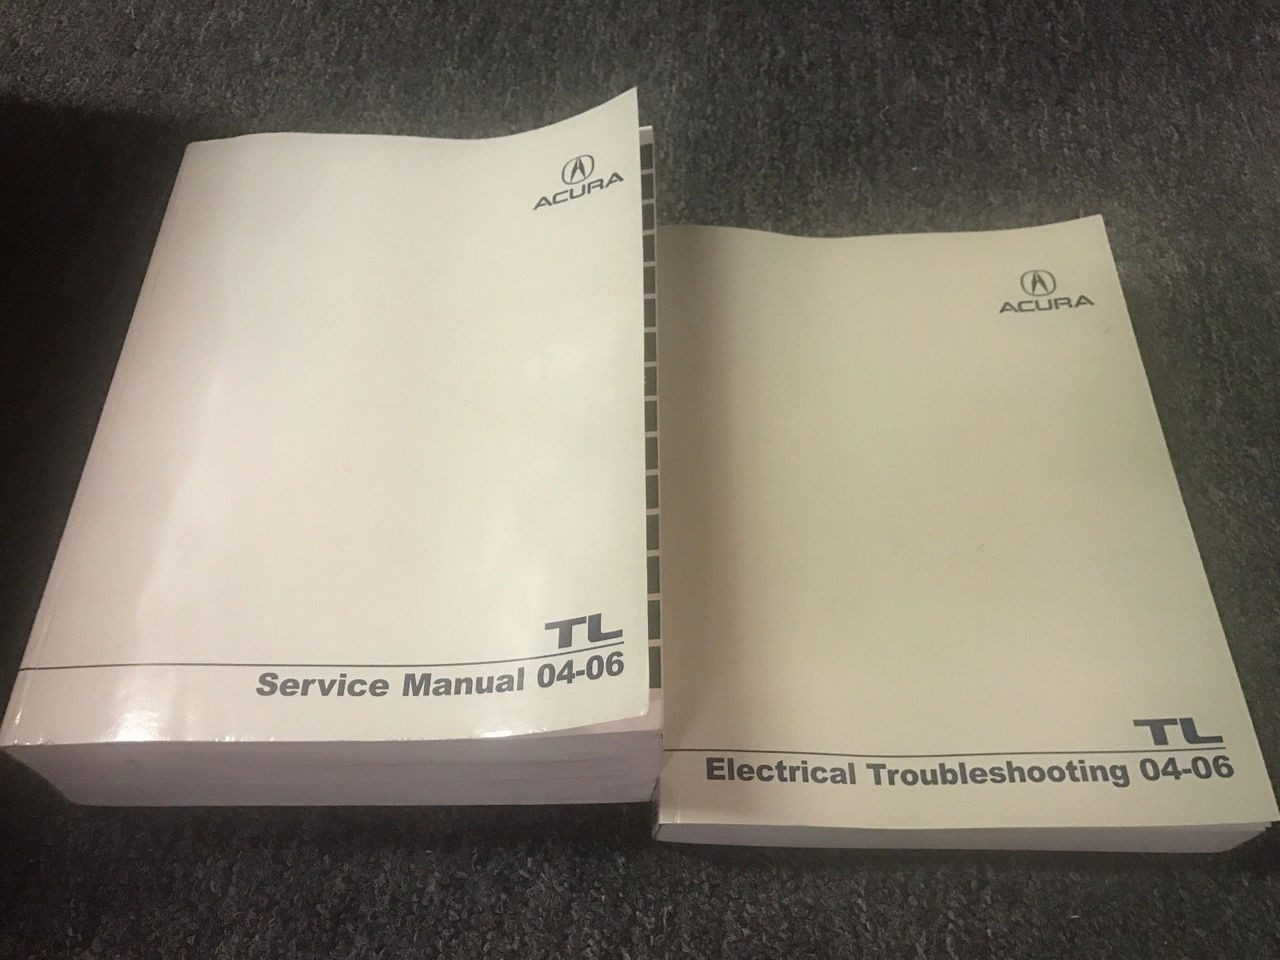 ACURA
TL
Service Manual 04-06
ACURA
TL
Electrical Troubleshooting 04-06